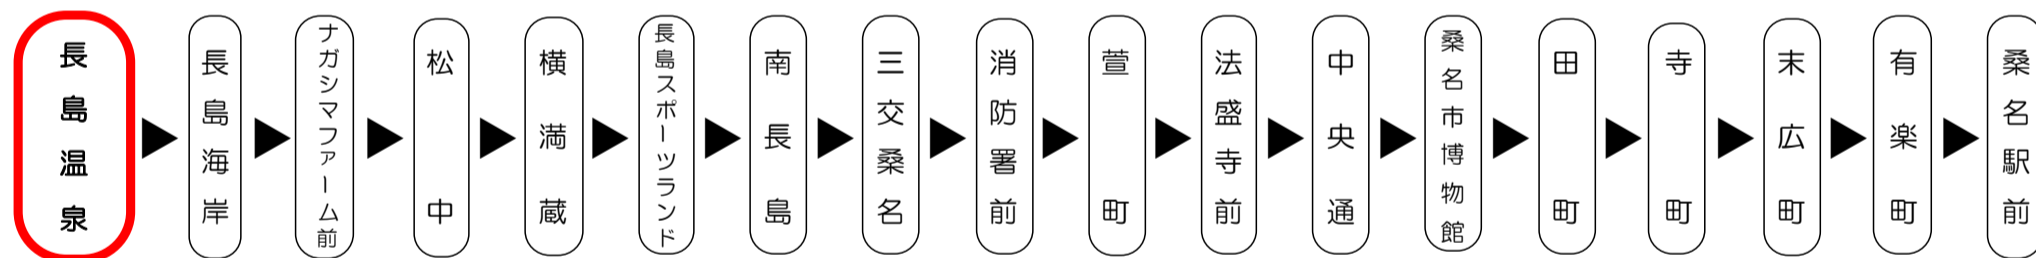 長島温泉
長島海岸
ナガシマファーム前
松中
横満蔵
長島スポーツランド
南長島
三交桑名
消防署前
萱町
法盛寺前
中央通
桑名市博物館
田町
寺町
末広町
有楽町
桑名駅前